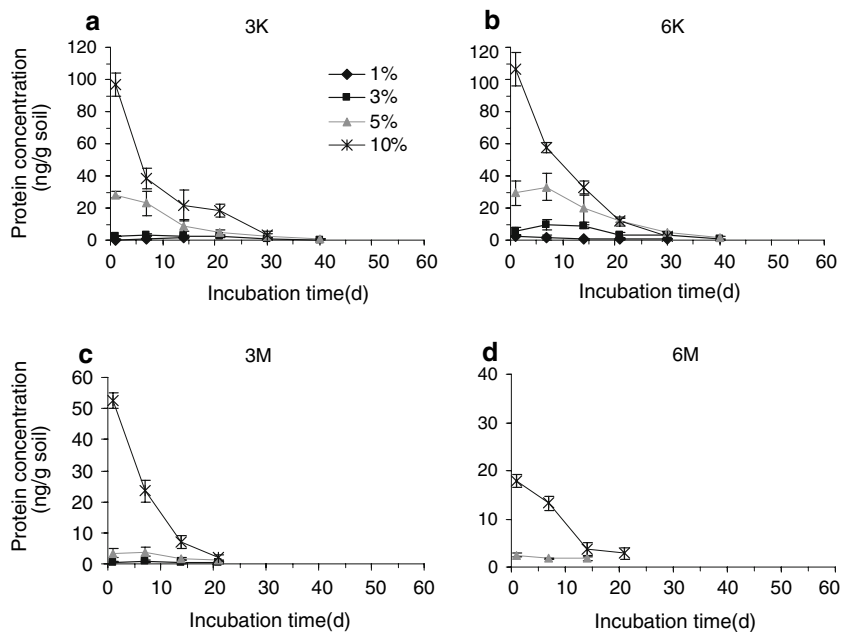 a
3K
b
6K
120
100
80
60
40
20
0
Protein concentration
(ng/g soil)
1%
3%
5%
10%
0 10 20 30 40 50 60
Incubation time(d)
120
100
80
60
40
20
0
0 10 20 30 40 50 60
Incubation time(d)
c
3M
d
6M
60
50
40
30
20
10
0
Protein concentration
(ng/g soil)
0 10 20 30 40 50 60
Incubation time(d)
40
30
20
10
0
0 10 20 30 40 50 60
Incubation time(d)